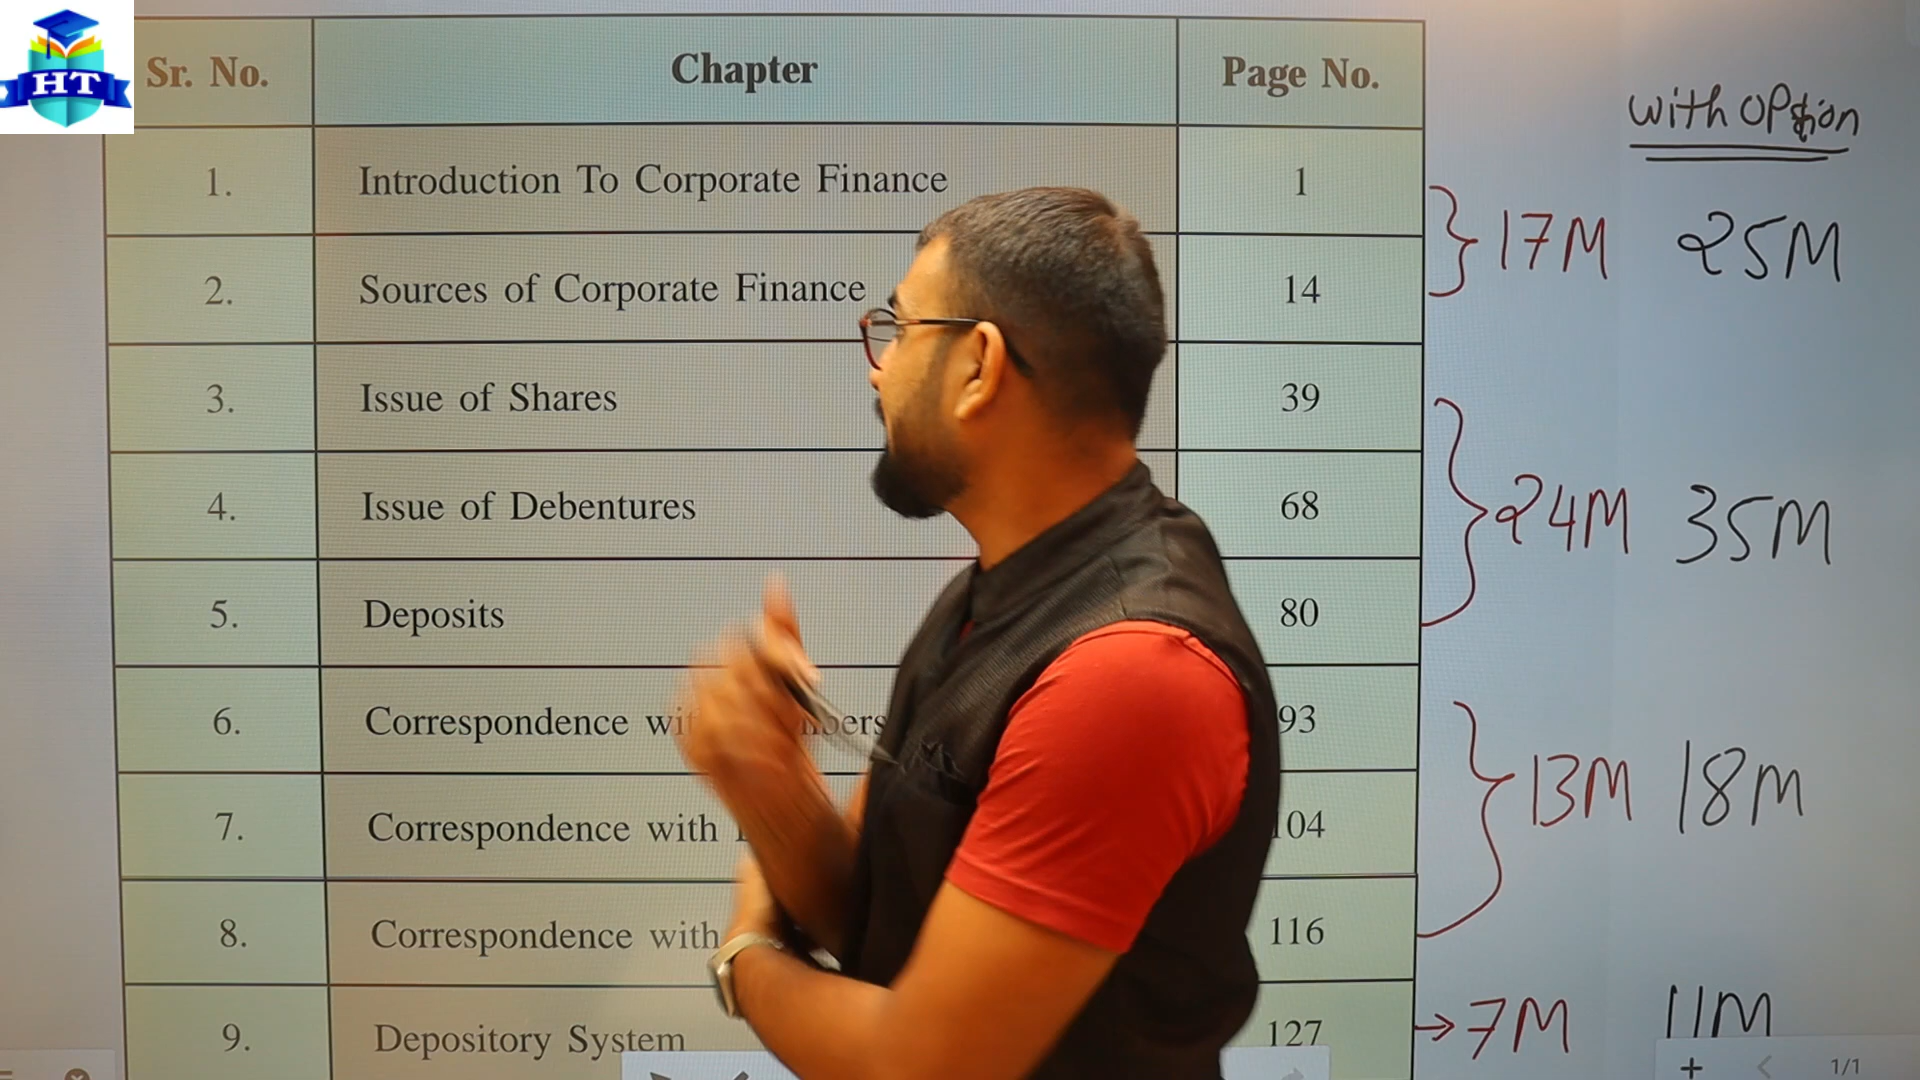 HT
Sr. No. Chapter Page No.
with option
1. Introduction To Corporate Finance 1
17M 25M
2. Sources of Corporate Finance 14
3. Issue of Shares 39
4. Issue of Debentures 68
24M 35M
5. Deposits 80
6. Correspondence 93
13M 18M
7. Correspondence with 104
8. Correspondence with 116
9. Depository System 127
→7M 11M
1/1